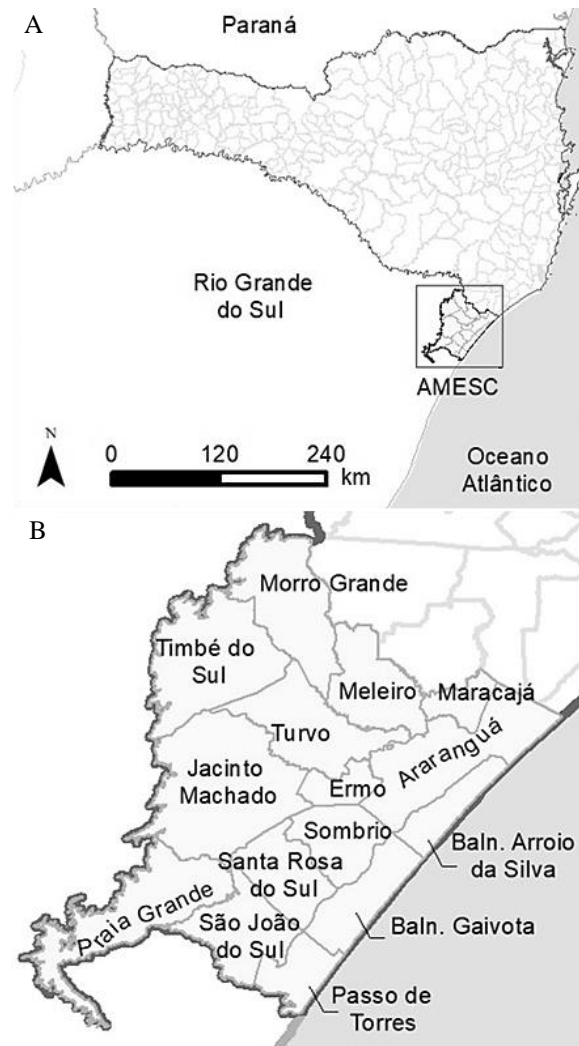 A
Paraná
Rio Grande
do Sul
AMESC
N
0 120 240
km
Oceano
Atlântico
B
Morro Grande
Timbé do
Sul
Meleiro
Maracajá
Turvo
Araranguá
Jacinto
Machado
Ermo
Sombrio
Baln. Arroio
da Silva
Santa Rosa
do Sul
Praia Grande
São João
do Sul
Baln. Gaivota
Passo de
Torres